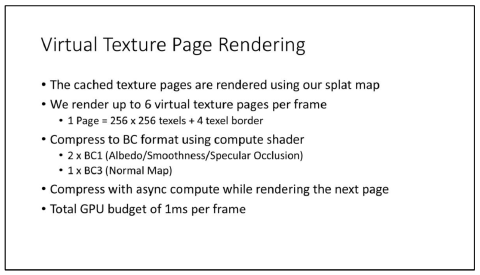 Virtual Texture Page Rendering
• The cached texture pages are rendered using our splat map
• We render up to 6 virtual texture pages per frame
• 1 Page = 256 x 256 texels + 4 texel border
• Compress to BC format using compute shader
• 2 x BC1 (Albedo/Smoothness/Specular Occlusion)
• 1 x BC3 (Normal Map)
• Compress with async compute while rendering the next page
• Total GPU budget of 1ms per frame